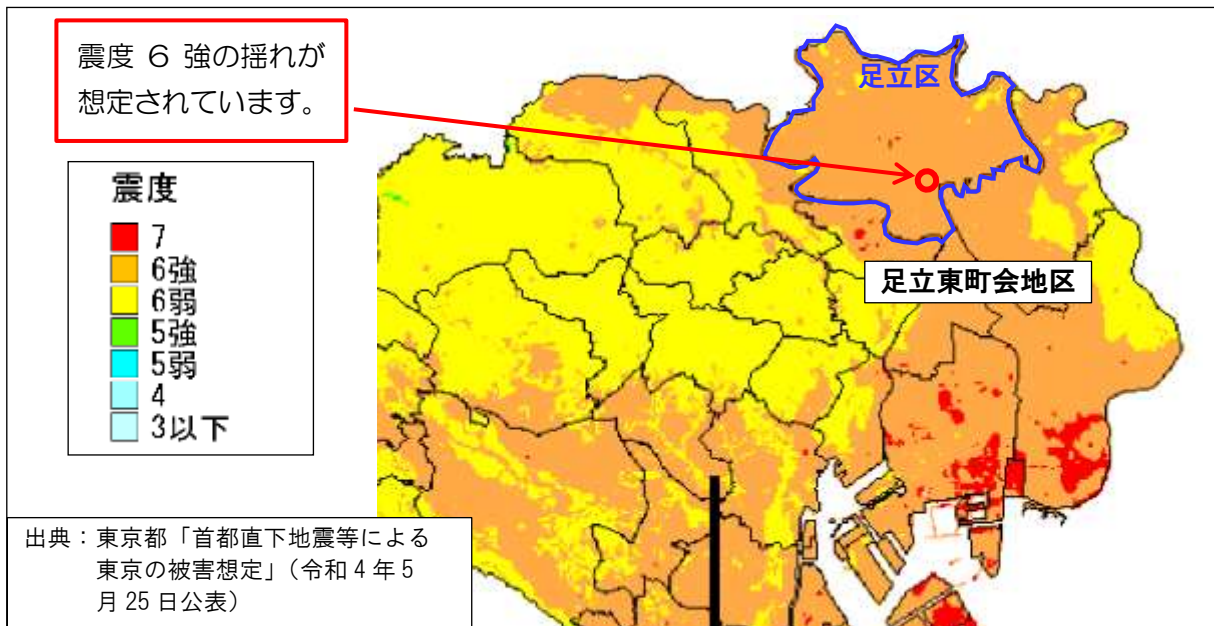 震度 6 強の揺れが
想定されています。
足立区
震度
7
6強
6弱
5強
5弱
4
3以下
足立東町会地区
出典：東京都「首都直下地震等による
東京の被害想定」（令和4年5
月25日公表）